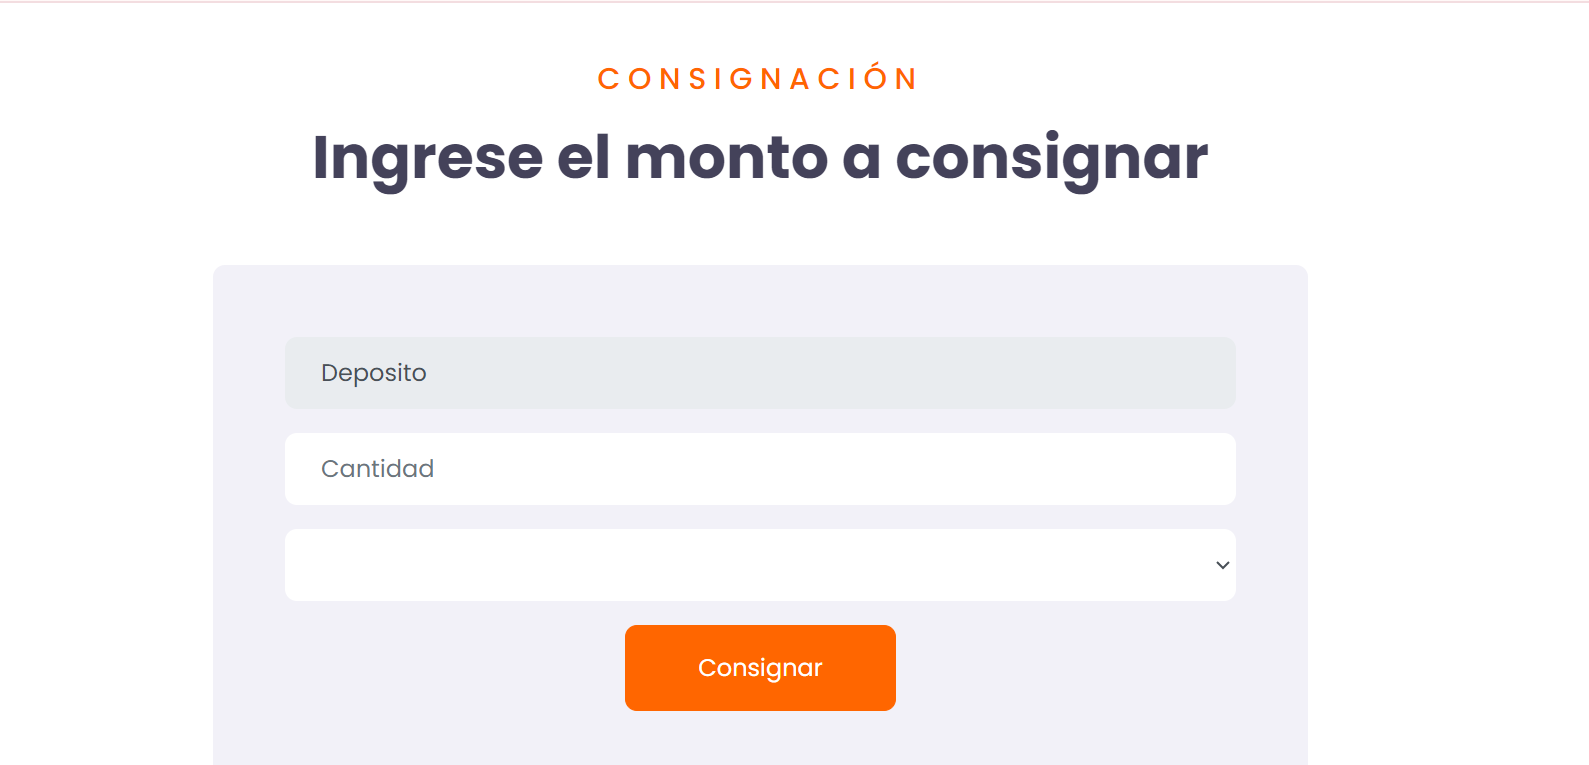 CONSIGNACIÓN
Ingrese el monto a consignar
Deposito
Cantidad
Consignar